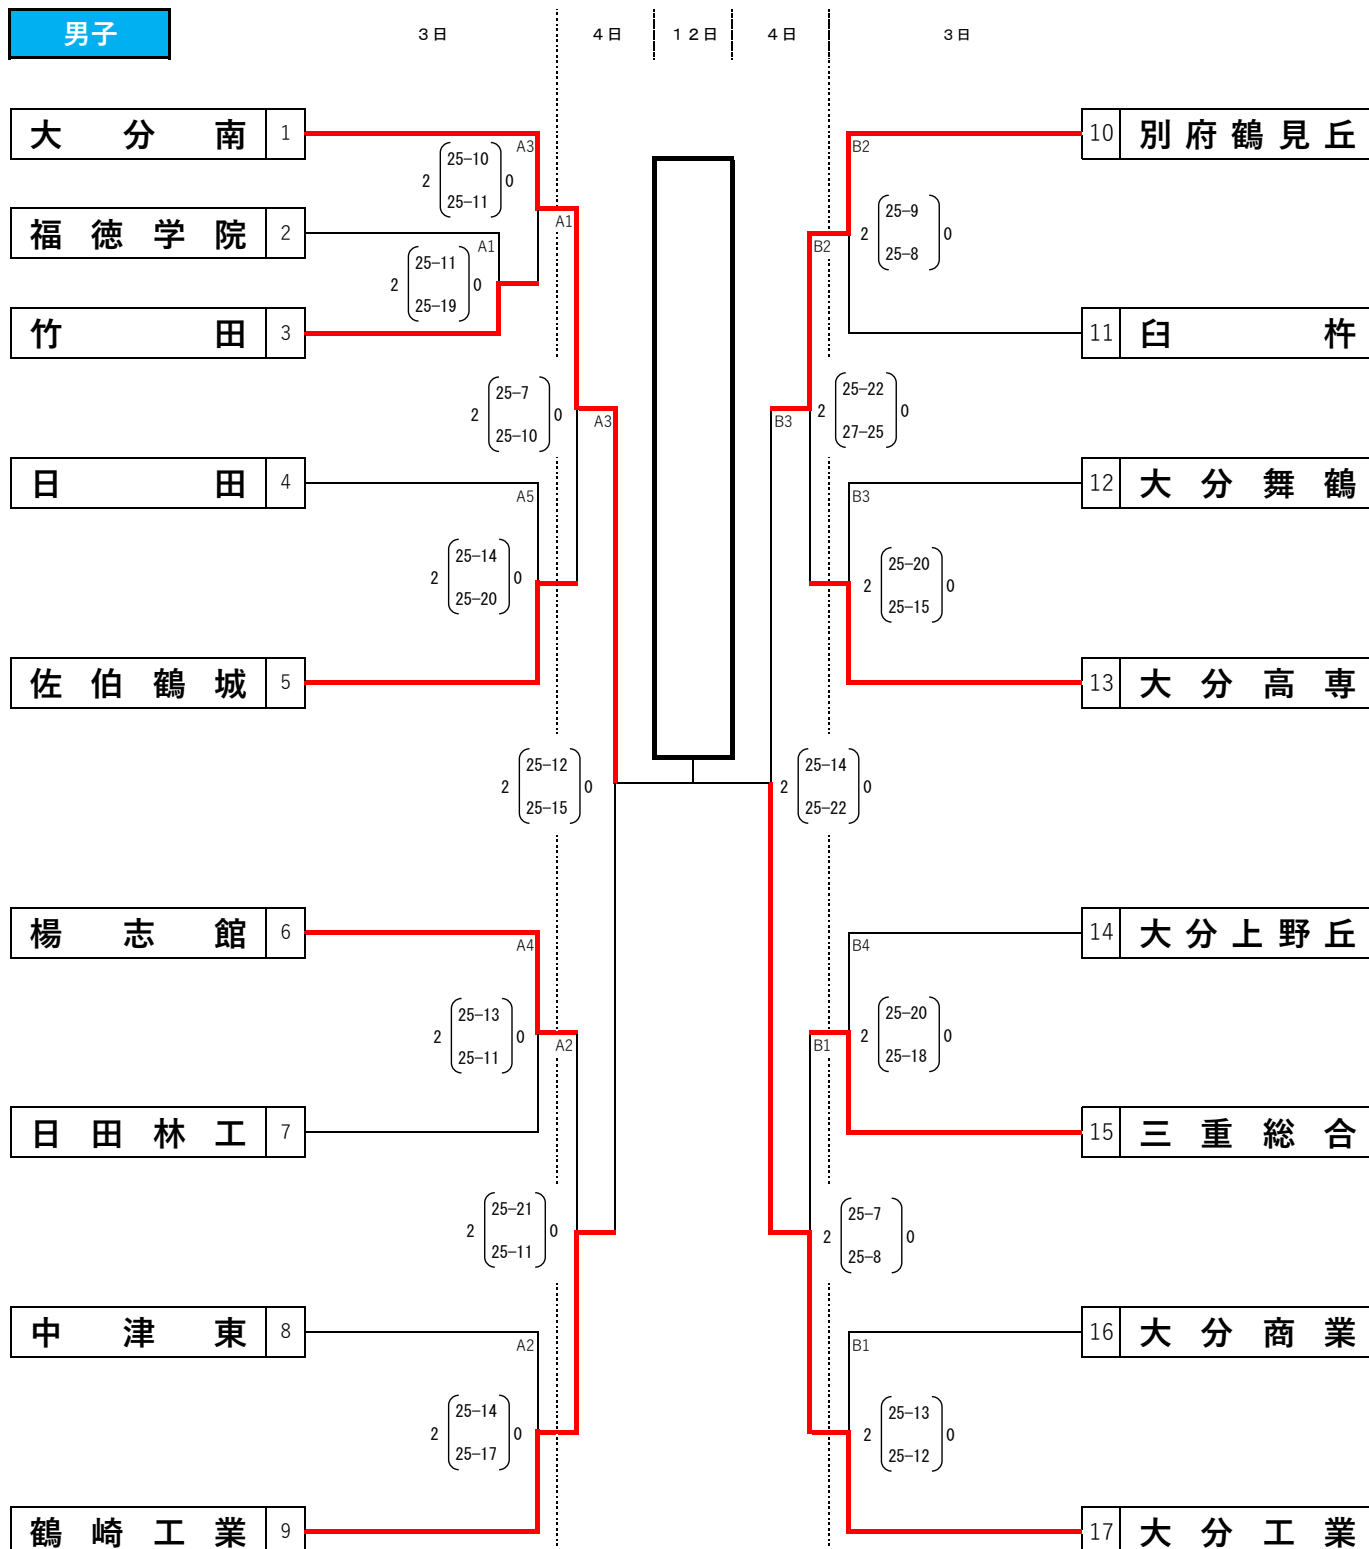 男子
3日
4日
12日
4日
3日
大分南 1
A3
25-10
2 0
25-11
A1
福徳学院 2
A1
25-11
2 0
25-19
竹田 3
25-7
2 0
25-10
A3
日田 4
A5
25-14
2 0
25-20
佐伯鶴城 5
25-12
2 0
25-15
楊志館 6
A4
25-13
2 0
25-11
A2
日田林工 7
25-21
2 0
25-11
中津東 8
A2
25-14
2 0
25-17
鶴崎工業 9
10 別府鶴見丘
B2
25-9
2 0
25-8
B2
11 臼杵
25-22
2 0
27-25
B3
12 大分舞鶴
B3
25-20
2 0
25-15
13 大分高専
25-14
2 0
25-22
14 大分上野丘
B4
25-20
2 0
25-18
B1
15 三重総合
25-7
2 0
25-8
16 大分商業
B1
25-13
2 0
25-12
17 大分工業